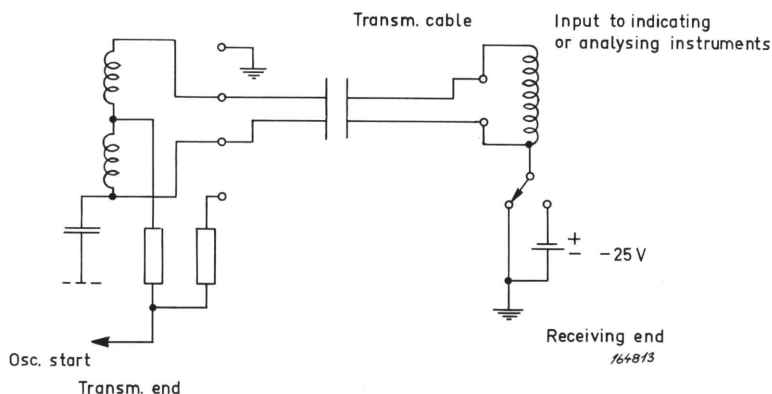 Transm. cable
Input to indicating
or analysing instruments
+
− −25 V
Osc. start
Transm. end
Receiving end
164813